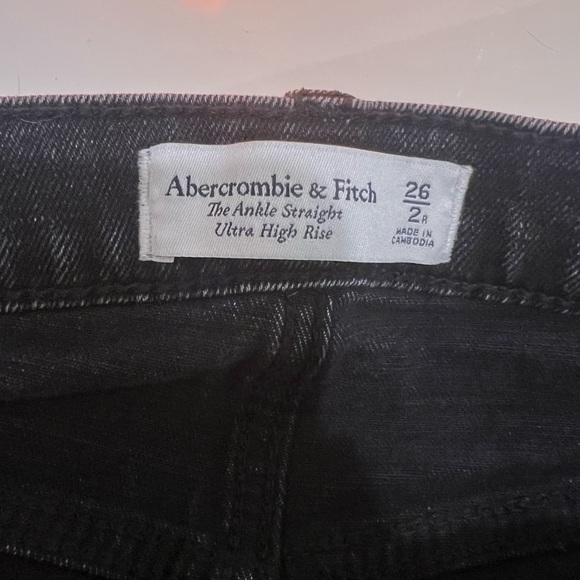 Abercrombie & Fitch
The Ankle Straight
Ultra High Rise
26
2R
MADE IN
CAMBODIA